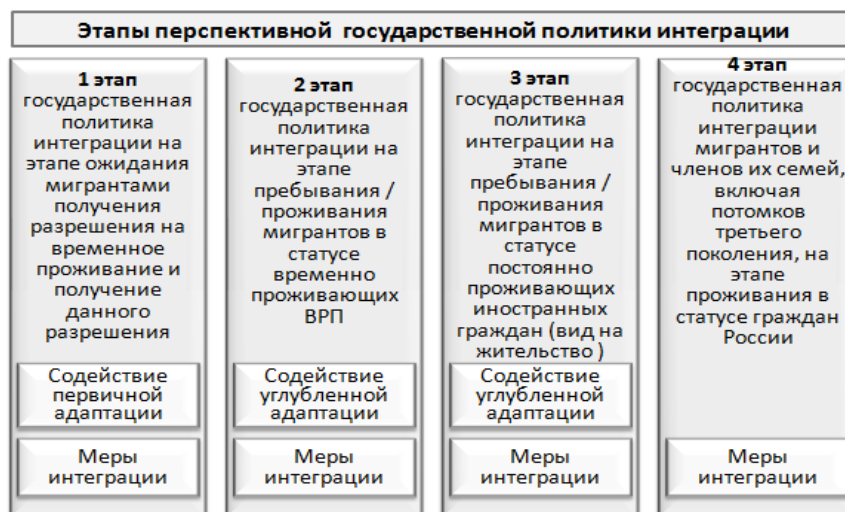 Этапы перспективной государственной политики интеграции
1 этап
государственная
политика
интеграции на
этапе ожидания
мигрантами
получения
разрешения на
временное
проживание и
получение
данного
разрешения
Содействие
первичной
адаптации
Меры
интеграции
2 этап
государственная
политика
интеграции на
этапе
пребывания /
проживания
мигрантов в
статусе
временно
проживающих
ВРП
Содействие
углубленной
адаптации
Меры
интеграции
3 этап
государственная
политика
интеграции на
этапе
пребывания /
проживания
мигрантов в
статусе
постоянно
проживающих
иностранных
граждан (вид на
жительство )
Содействие
углубленной
адаптации
Меры
интеграции
4 этап
государственная
политика
интеграции
мигрантов и
членов их семей,
включая
потомков
третьего
поколения, на
этапе
проживания в
статусе граждан
России
Меры
интеграции